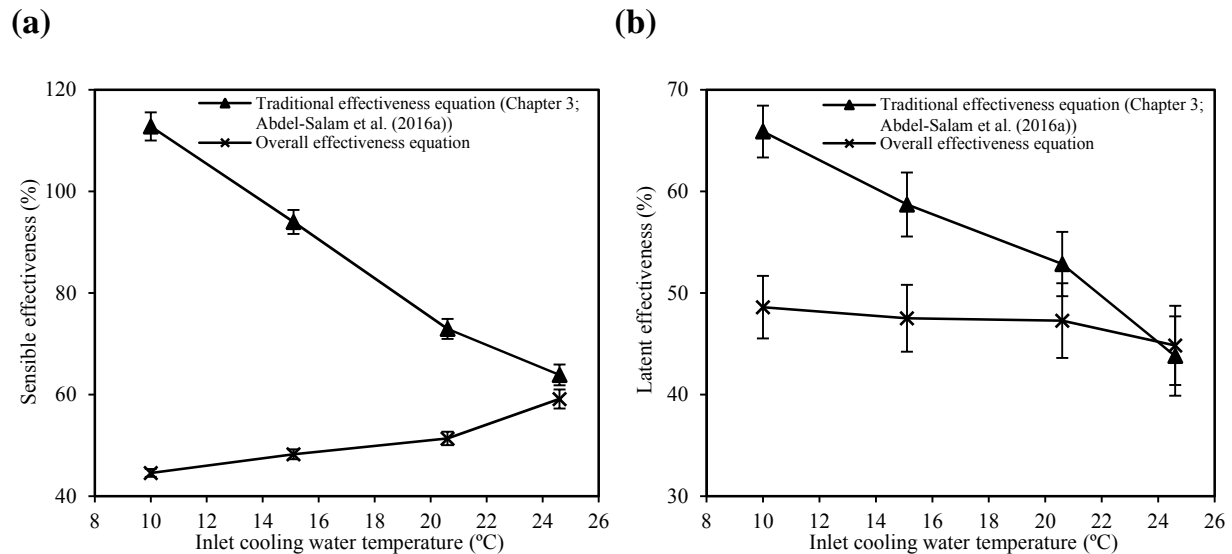 (a)
120
100
80
60
40
Sensible effectiveness (%)
Traditional effectiveness equation (Chapter 3;
Abdel-Salam et al. (2016a))
Overall effectiveness equation
8 10 12 14 16 18 20 22 24 26
Inlet cooling water temperature (ºC)
(b)
70
60
50
40
30
Latent effectiveness (%)
Traditional effectiveness equation (Chapter 3;
Abdel-Salam et al. (2016a))
Overall effectiveness equation
8 10 12 14 16 18 20 22 24 26
Inlet cooling water temperature (ºC)